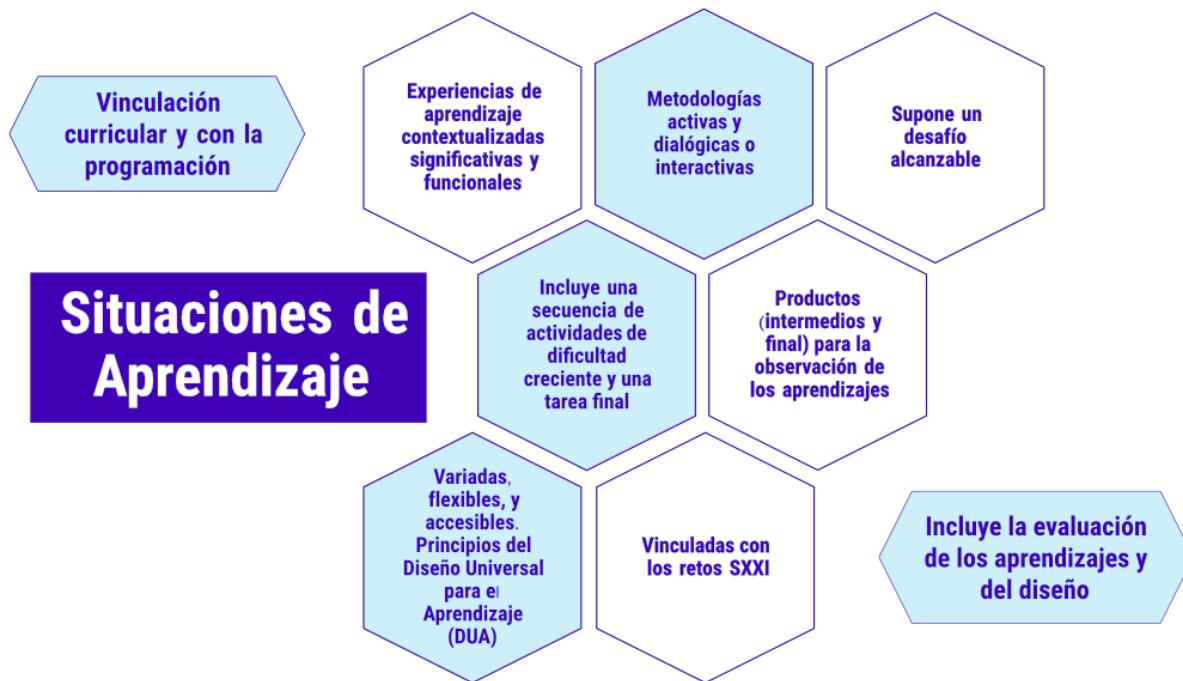 Vinculación
curricular y con la
programación
Experiencias de
aprendizaje
contextualizadas
significativas y
funcionales
Metodologías
activas y
dialógicas o
interactivas
Supone un
desafío
alcanzable
Situaciones de
Aprendizaje
Incluye una
secuencia de
actividades de
dificultad
creciente y una
tarea final
Productos
(intermedios y
final) para la
observación de
los aprendizajes
Variadas,
flexibles, y
accesibles.
Principios del
Diseño Universal
para el
Aprendizaje
(DUA)
Vinculadas con
los retos SXXI
Incluye la evaluación
de los aprendizajes y
del diseño